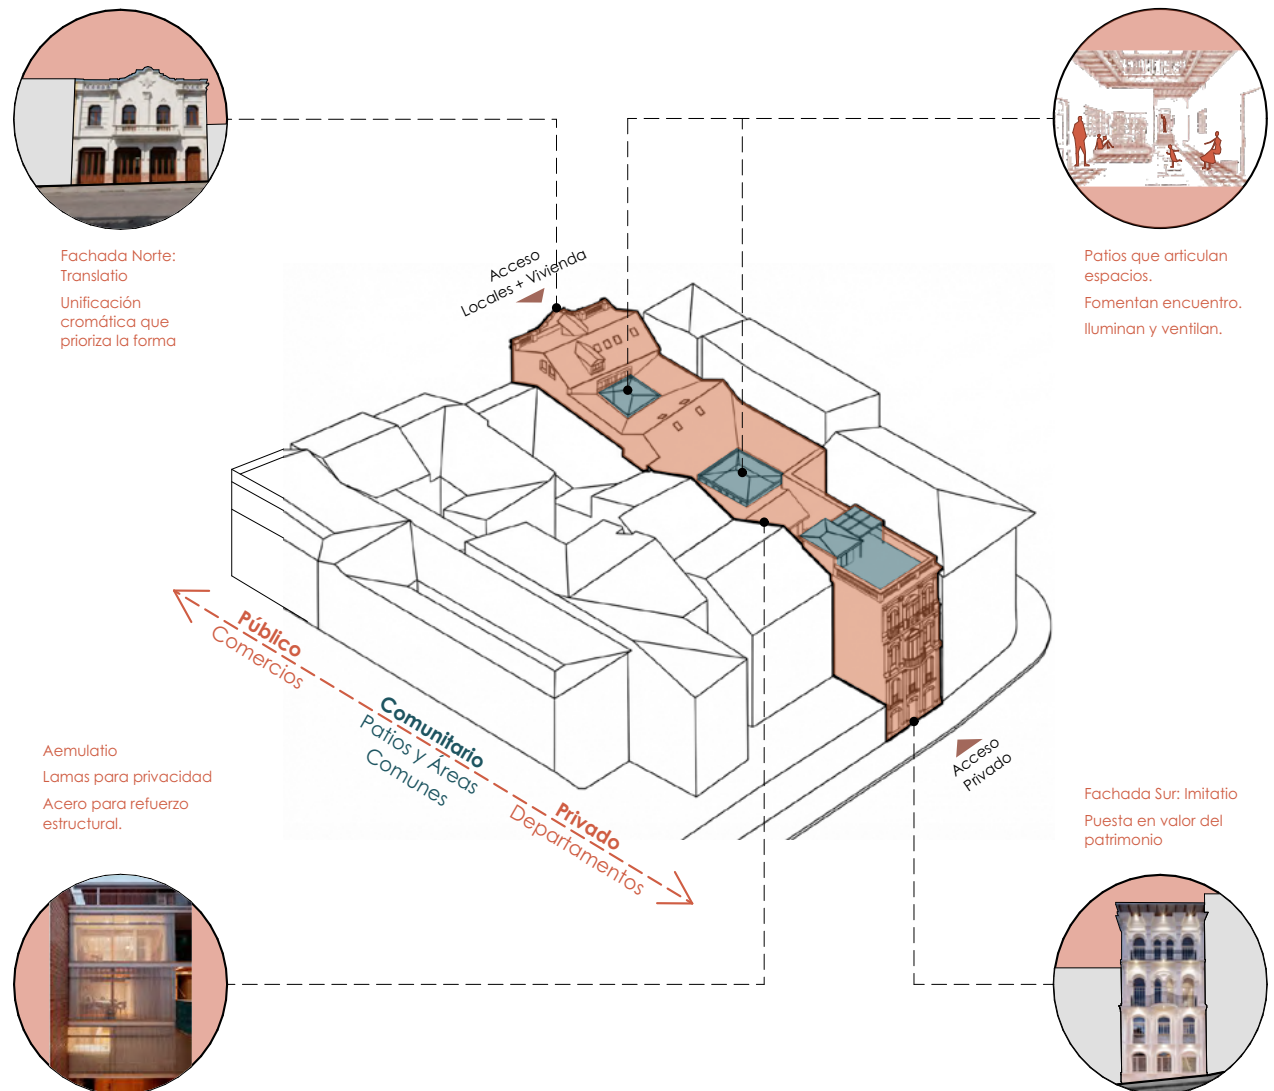 Fachada Norte:
Translatio
Unificación
cromática que
prioriza la forma
Patios que articulan
espacios.
Fomentan encuentro.
Iluminan y ventilan.
Acceso
Locales + Vivienda
Público
Comercios
Comunitario
Patios y Áreas
Comunes
Privado
Departamentos
Acceso
Privado
Aemulatio
Lamas para privacidad
Acero para refuerzo
estructural.
Fachada Sur: Imitatio
Puesta en valor del
patrimonio